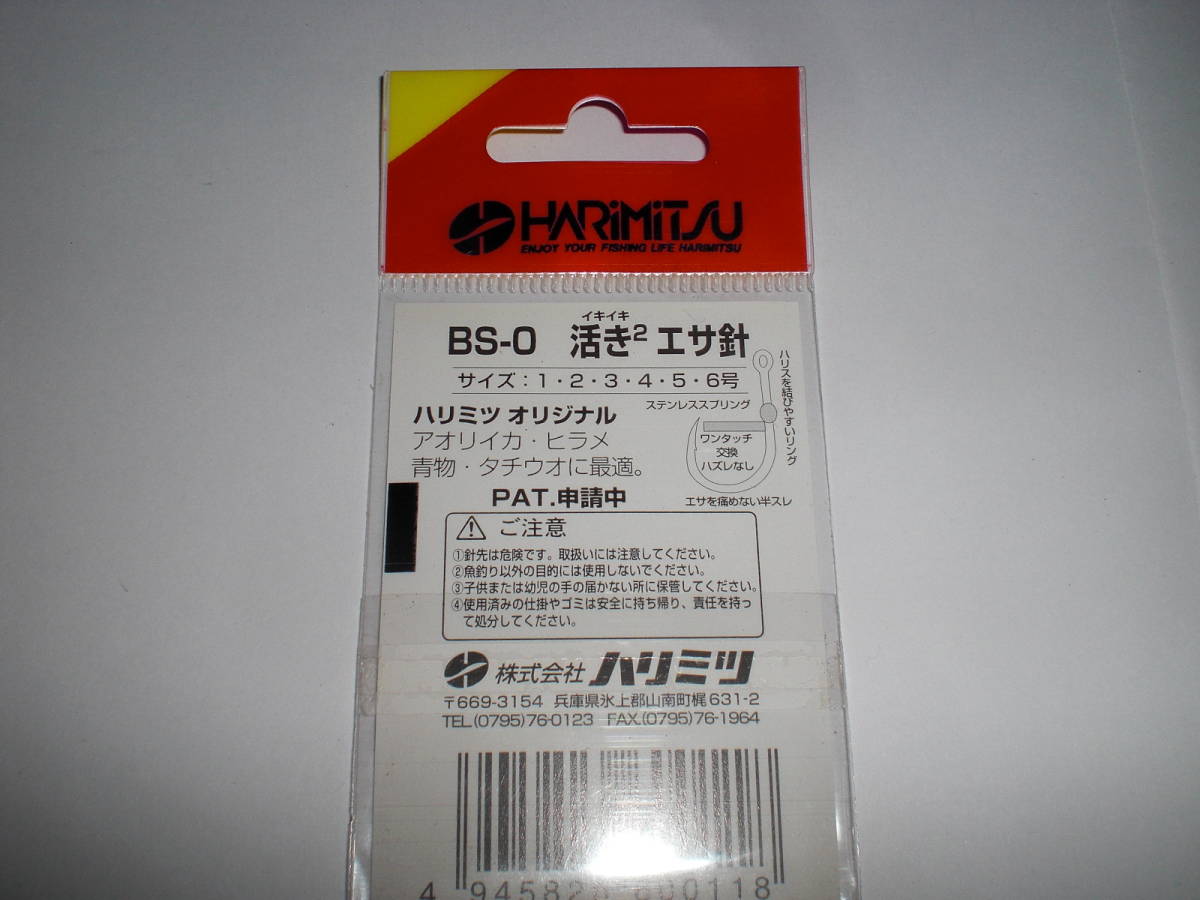 HARiMiTSU
ENJOY YOUR FISHING LIFE HARIMITSU
イキイキ
BS-0 活き² エサ針
サイズ：1・2・3・4・5・6号
ハリミツ オリジナル
アオリイカ・ヒラメ
青物・タチウオに最適。
ステンレススプリング
ハリスを結びやすいリング
ワンタッチ
交換
ハズレなし
エサを痛めない半スレ
PAT.申請中
ご注意
①針先は危険です。取扱いには注意してください。
②魚釣り以外の目的には使用しないでください。
③子供または幼児の手の届かない所に保管してください。
④使用済みの仕掛やゴミは安全に持ち帰り、責任を持っ
て処分してください。
株式会社 ハリミツ
〒669-3154 兵庫県氷上郡山南町梶631-2
TEL.(0795)76-0123 FAX.(0795)76-1964